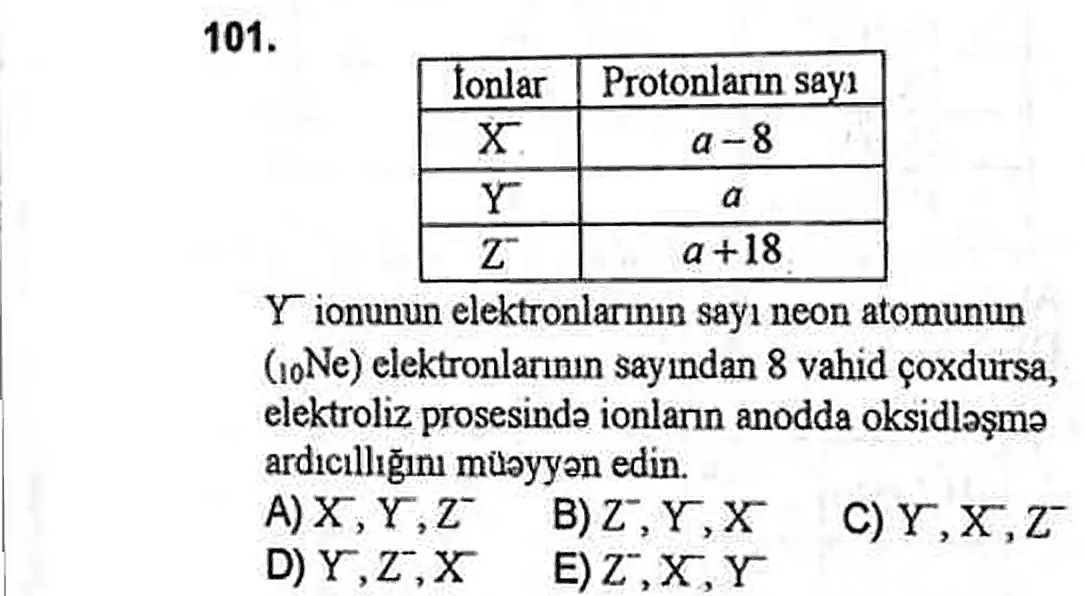 101.
İonlar Protonların sayı
X⁻ a – 8
Y⁻ a
Z⁻ a +18
Y⁻ ionunun elektronlarının sayı neon atomunun
(₁₀Ne) elektronlarının sayından 8 vahid çoxdursa,
elektroliz prosesində ionların anodda oksidləşmə
ardıcıllığını müəyyən edin.
A) X⁻, Y⁻, Z⁻ B) Z⁻, Y⁻, X⁻ C) Y⁻, X⁻, Z⁻
D) Y⁻, Z⁻, X⁻ E) Z⁻, X⁻, Y⁻